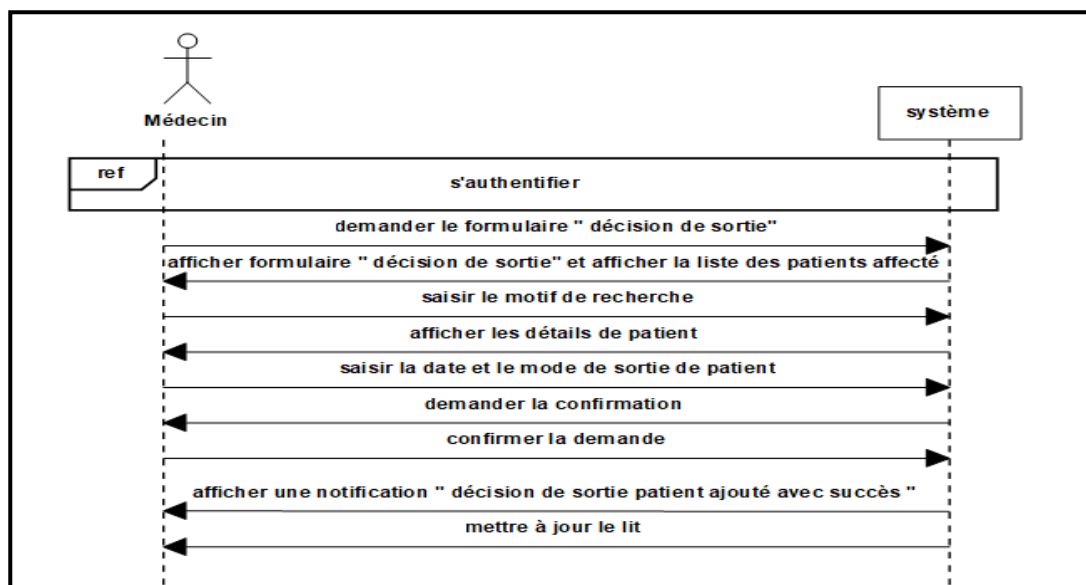 Médecin
système
ref
s'authentifier
demander le formulaire " décision de sortie"
afficher formulaire " décision de sortie" et afficher la liste des patients affecté
saisir le motif de recherche
afficher les détails de patient
saisir la date et le mode de sortie de patient
demander la confirmation
confirmer la demande
afficher une notification " décision de sortie patient ajouté avec succès "
mettre à jour le lit